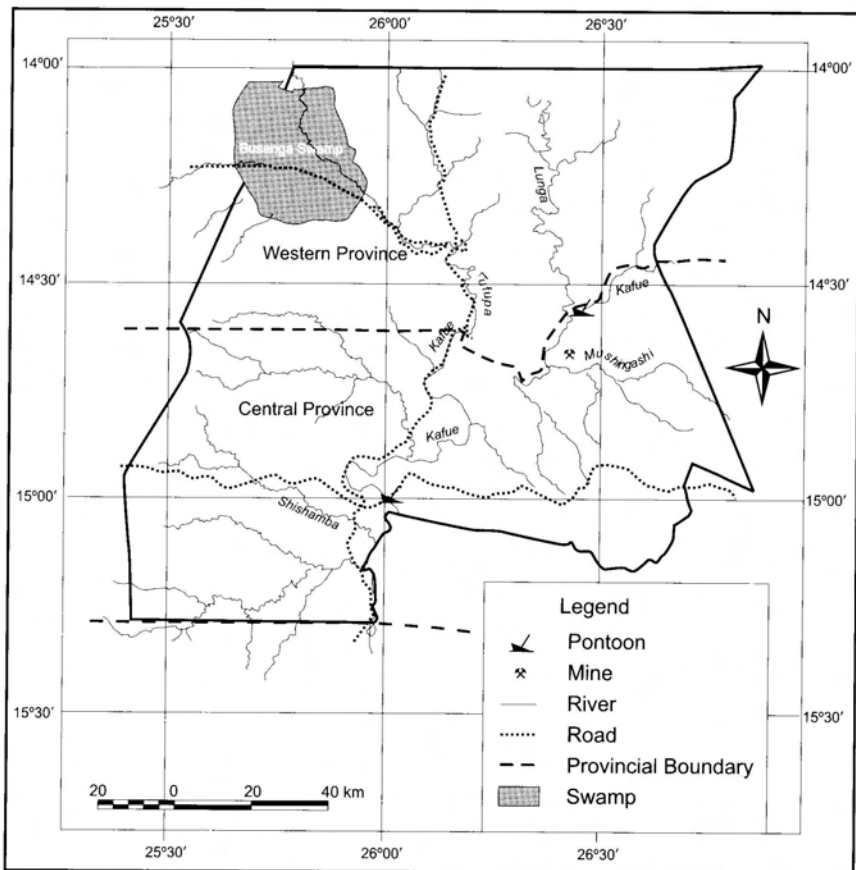 25°30′ 26°00′ 26°30′
14°00′ 14°00′
Busanga Swamp
Lunga
Western Province
14°30′ 14°30′
Tufupa
Kafue
Kafue
N
Mushingashi
Central Province
Kafue
15°00′ 15°00′
Shishamba
Legend
Pontoon
Mine
River
Road
Provincial Boundary
Swamp
15°30′ 15°30′
20 0 20 40 km
25°30′ 26°00′ 26°30′